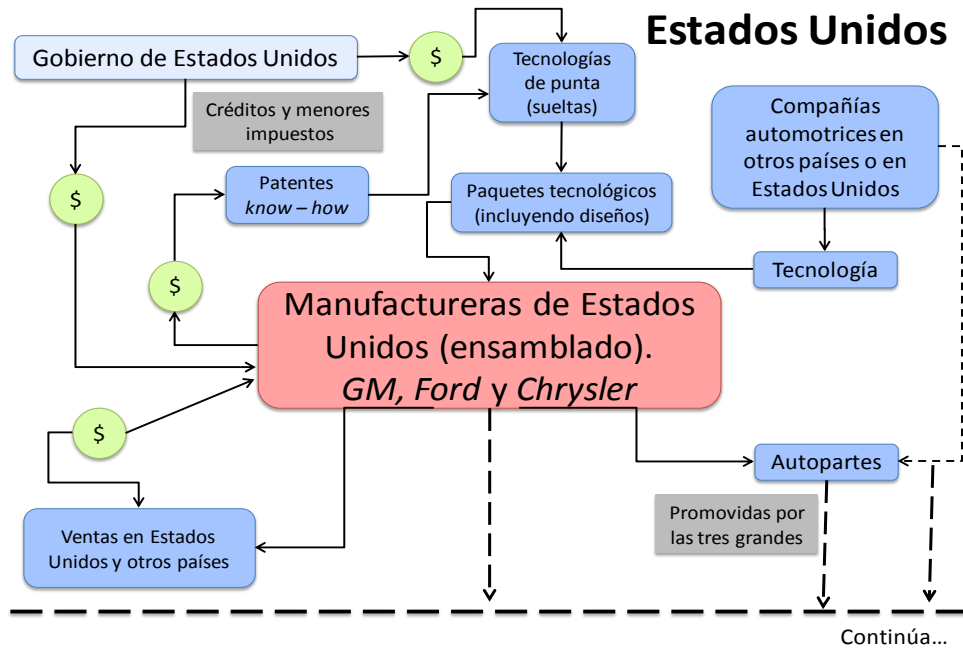 Estados Unidos
Gobierno de Estados Unidos
$
Tecnologías
de punta
(sueltas)
Créditos y menores
impuestos
Compañías
automotrices en
otros países o en
Estados Unidos
$
Patentes
know – how
Paquetes tecnológicos
(incluyendo diseños)
$
Tecnología
Manufactureras de Estados
Unidos (ensamblado).
GM, Ford y Chrysler
$
Autopartes
Ventas en Estados
Unidos y otros países
Promovidas por
las tres grandes
Continúa...